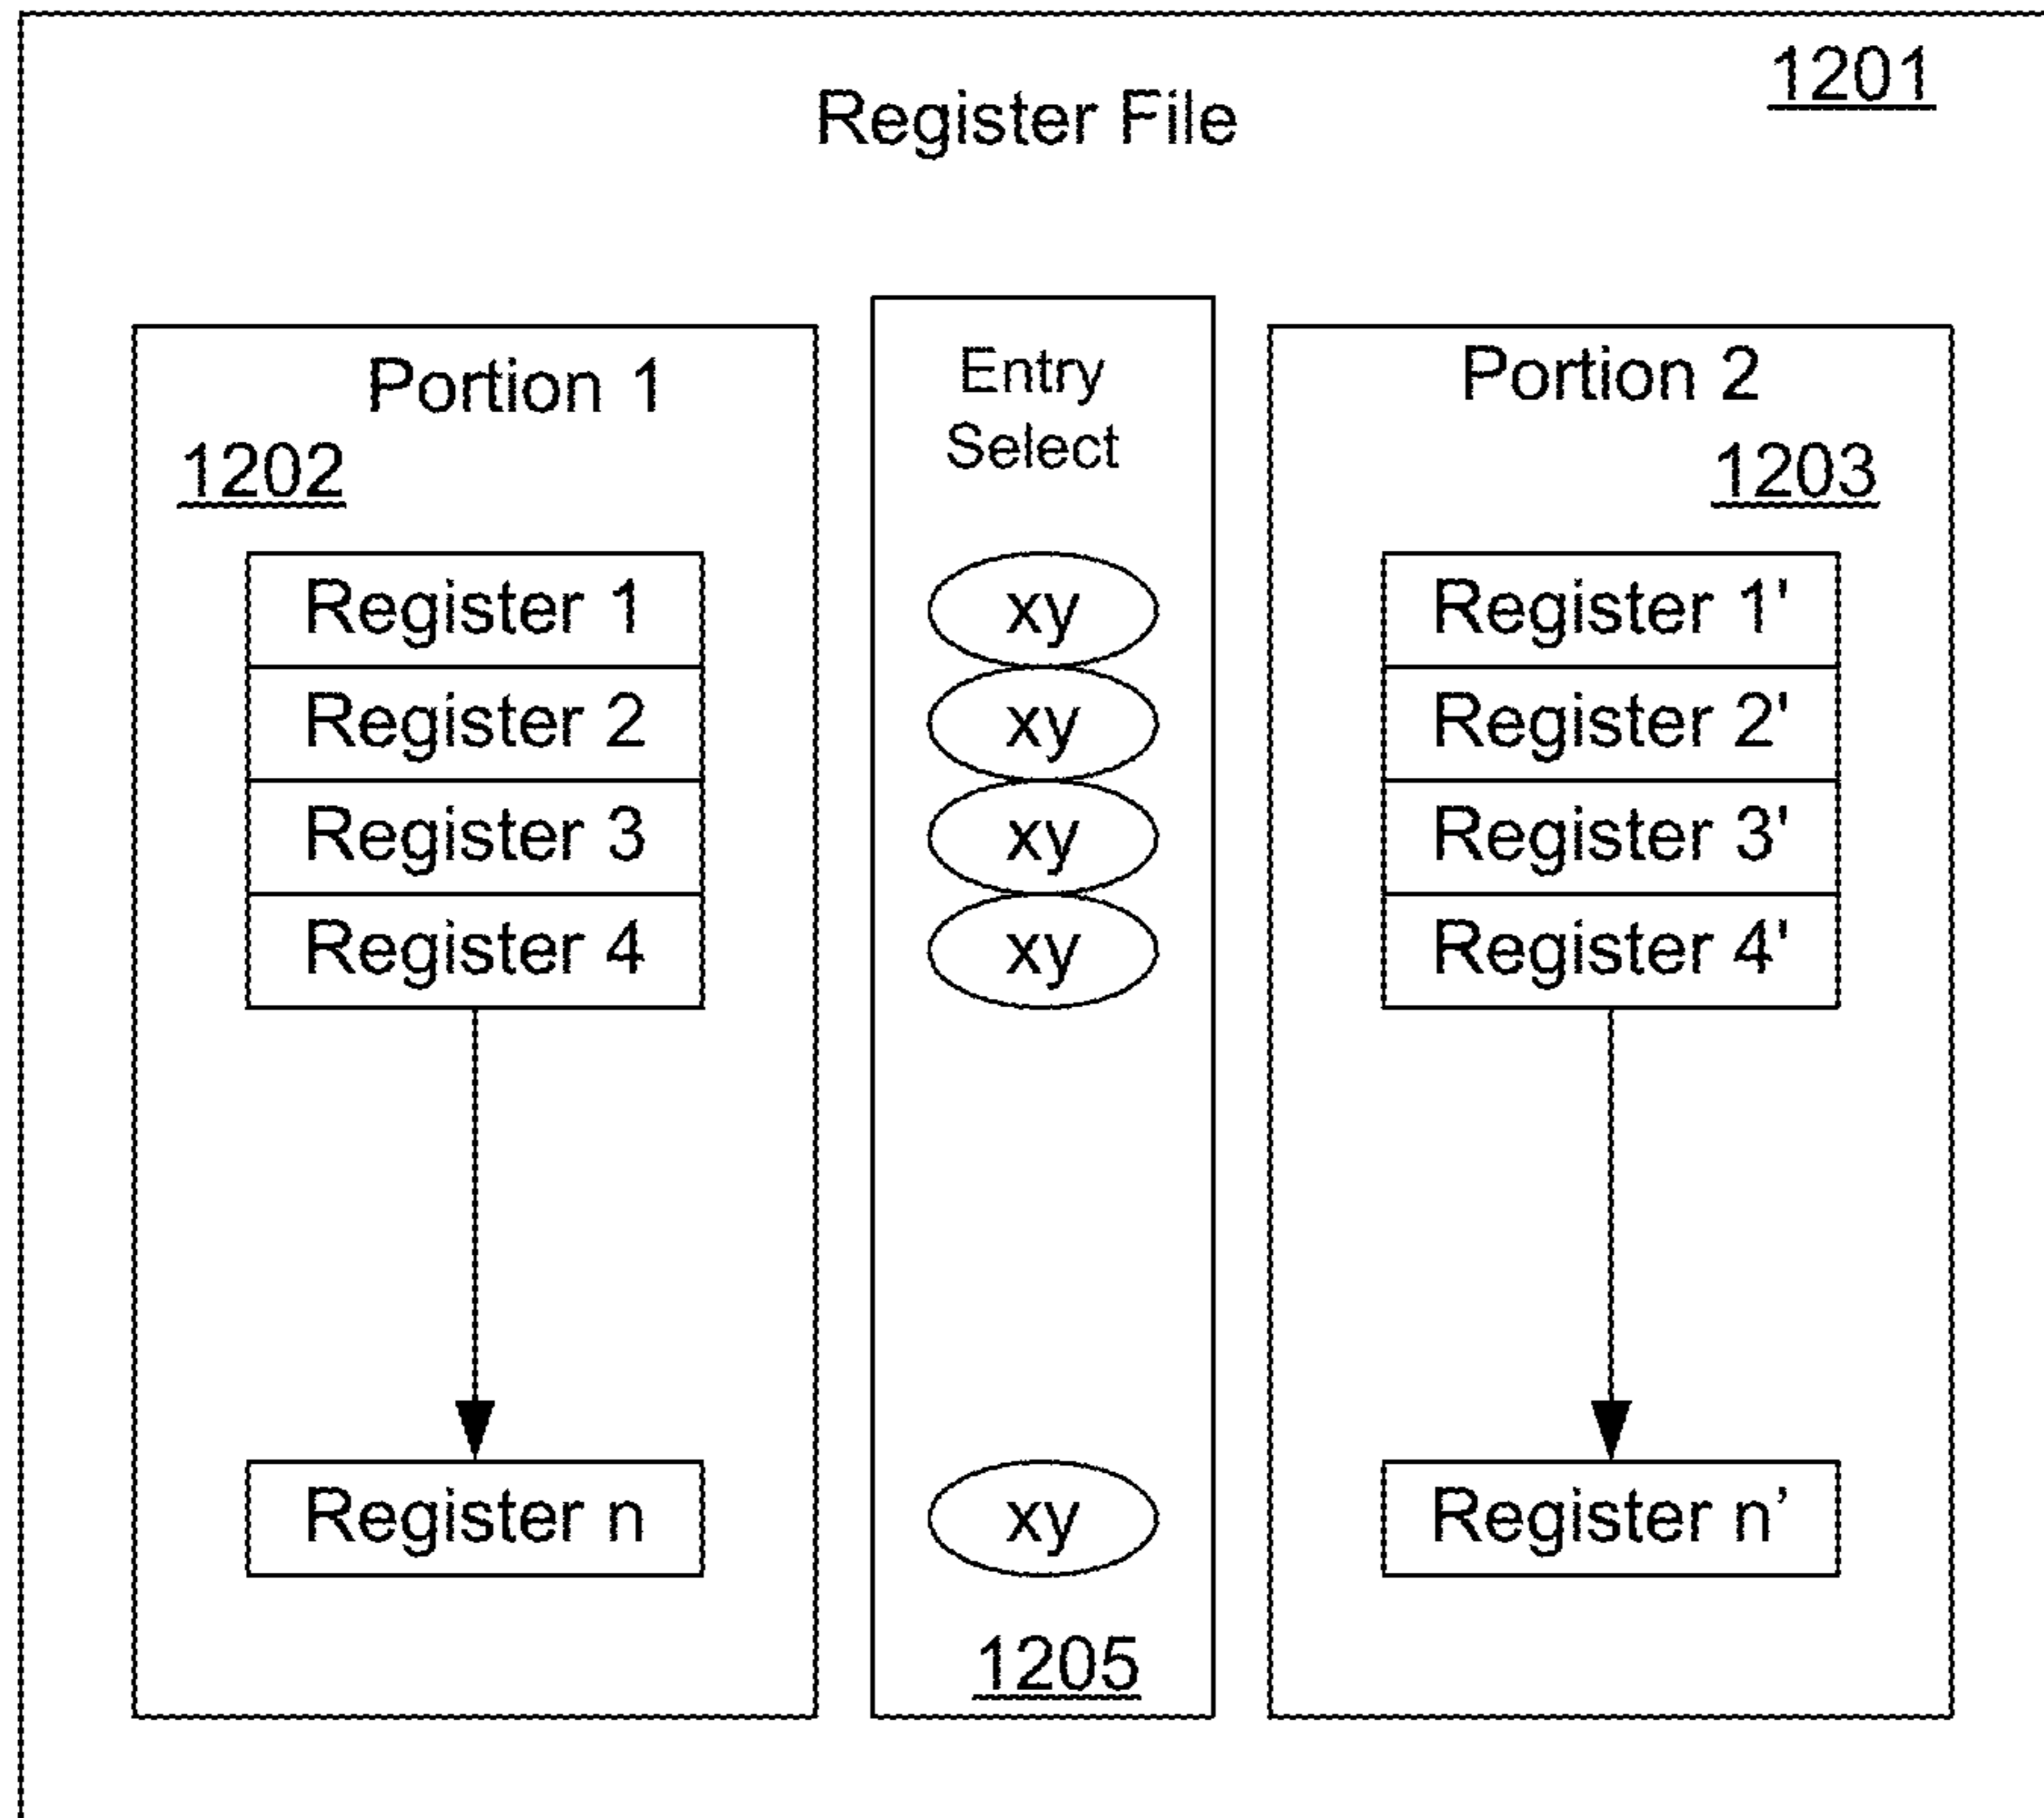 1201
Register File
Portion 1
1202
Register 1
Register 2
Register 3
Register 4
Register n
Entry
Select
xy
xy
xy
xy
xy
1205
Portion 2
1203
Register 1'
Register 2'
Register 3'
Register 4'
Register n’